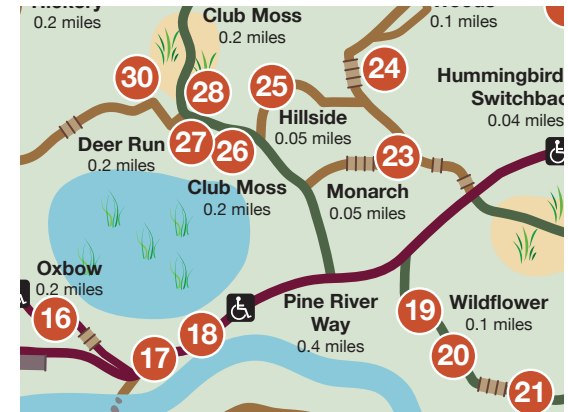 0.2 miles
Club Moss
0.2 miles
0.1 miles
30
28
25
24
Hummingbird
0.04 miles
Hillside
0.05 miles
Deer Run
0.2 miles
27
26
23
Club Moss
0.2 miles
Monarch
0.05 miles
Oxbow
0.2 miles
16
17
18
Pine River
Way
0.4 miles
19
Wildflower
0.1 miles
20
21